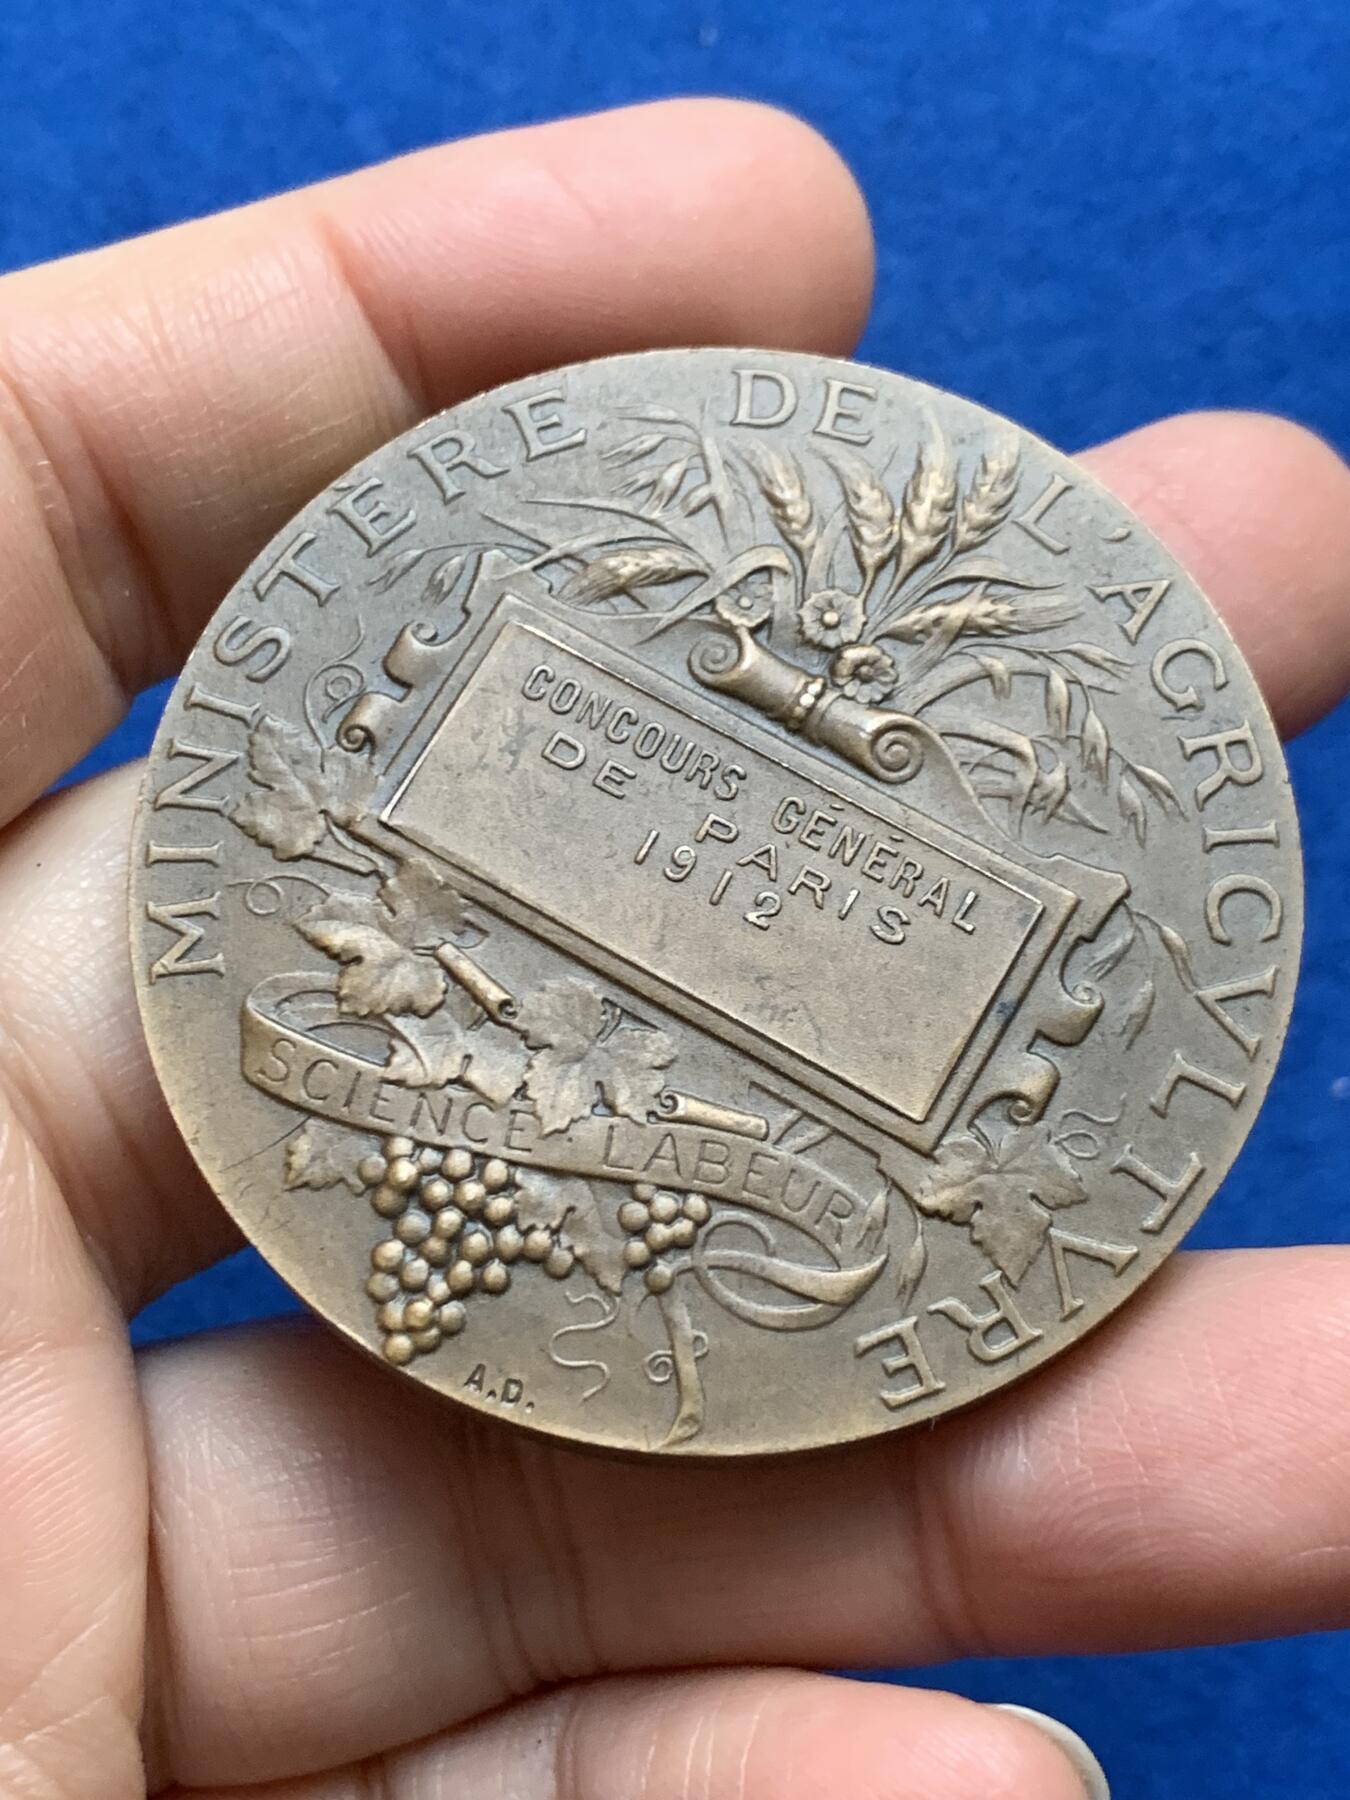 MINISTÈRE DE L'AGRICVLTVRE
CONCOURS GÉNÉRAL
DE PARIS
1912
SCIENCE · LABEUR
A.D.